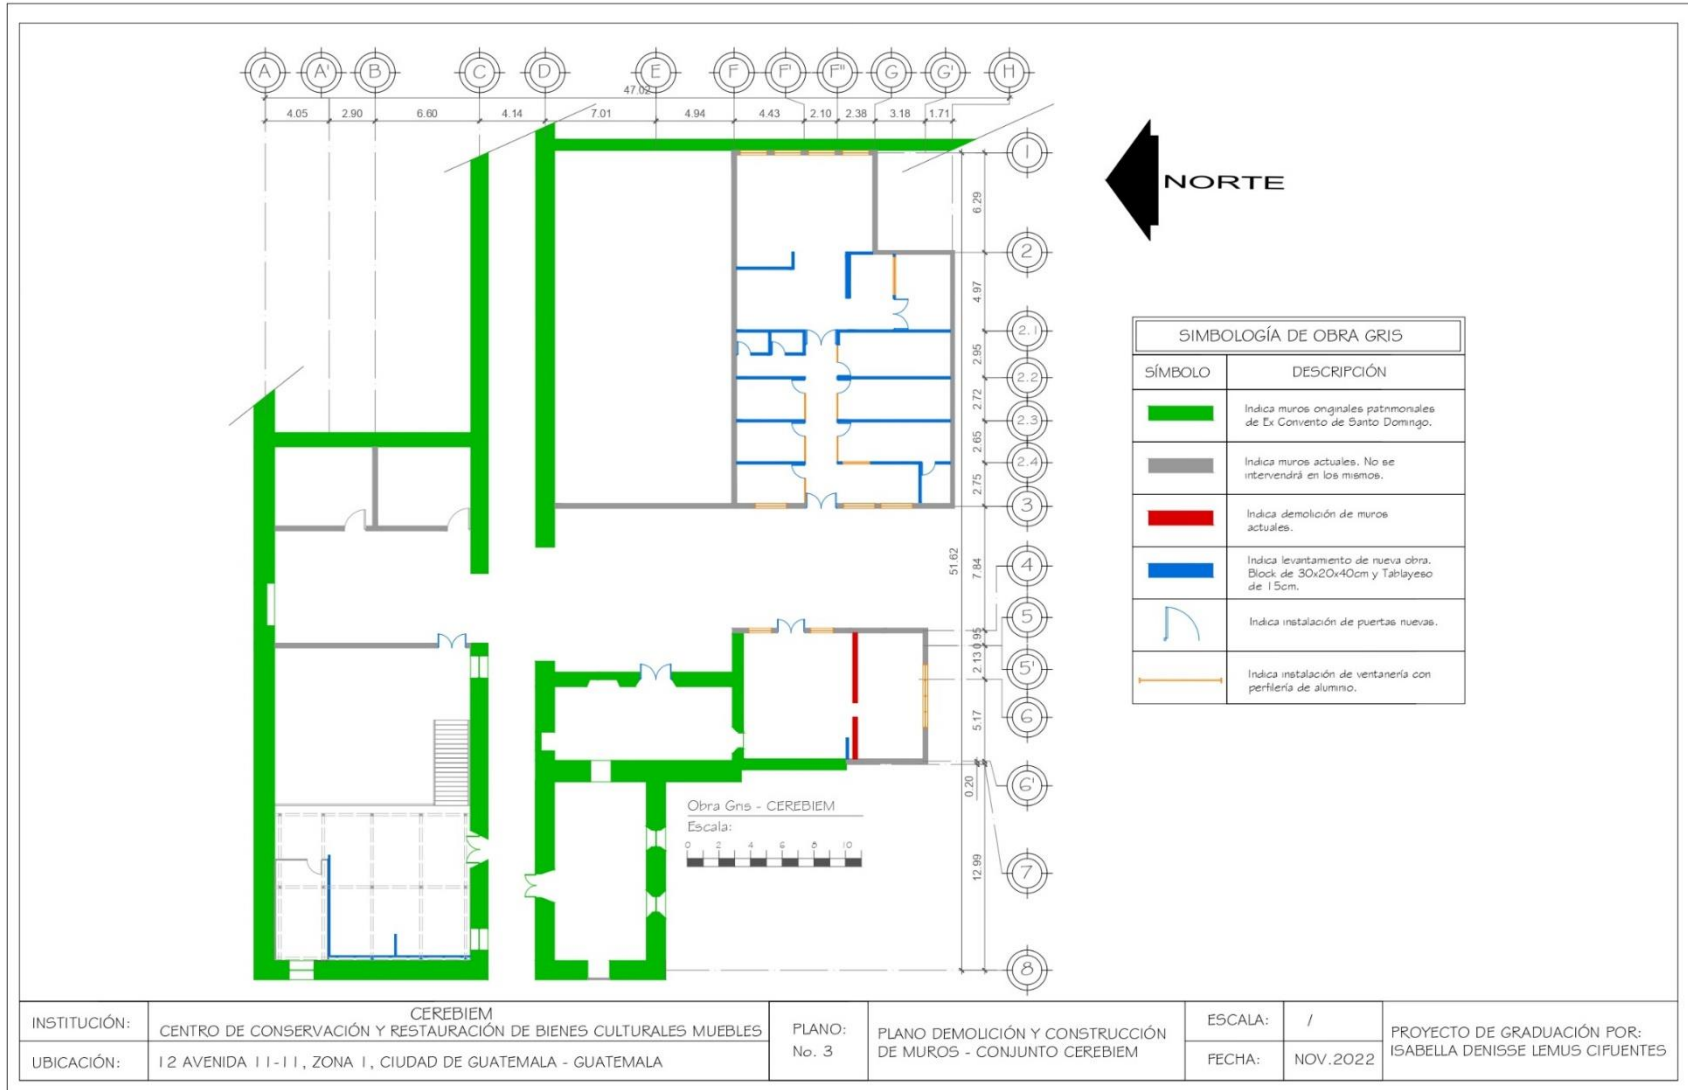 A A' B C D E F F' F" G G' H
47.02
4.05 2.90 6.60 4.14 7.01 4.94 4.43 2.10 2.38 3.18 1.71
1
2
2.1
2.2
2.3
2.4
3
4
5
5'
6
6'
7
8
6.29
4.97
2.95
2.72
2.65
2.75
7.84
0.95
2.13
5.17
0.20
12.99
51.62
NORTE
SIMBOLOGÍA DE OBRA GRIS
SÍMBOLO DESCRIPCIÓN
Indica muros originales patrimoniales
de Ex Convento de Santo Domingo.
Indica muros actuales. No se
intervendrá en los mismos.
Indica demolición de muros
actuales.
Indica levantamiento de nueva obra.
Block de 30x20x40cm y Tablayeso
de 15cm.
Indica instalación de puertas nuevas.
Indica instalación de ventanería con
perfilería de aluminio.
Obra Gris - CEREBIEM
Escala:
0 2 4 6 8 10
INSTITUCIÓN:
CEREBIEM
CENTRO DE CONSERVACIÓN Y RESTAURACIÓN DE BIENES CULTURALES MUEBLES
UBICACIÓN:
12 AVENIDA 11-11, ZONA 1, CIUDAD DE GUATEMALA - GUATEMALA
PLANO:
No. 3
PLANO DEMOLICIÓN Y CONSTRUCCIÓN
DE MUROS - CONJUNTO CEREBIEM
ESCALA: /
FECHA: NOV.2022
PROYECTO DE GRADUACIÓN POR:
ISABELLA DENISSE LEMUS CIFUENTES